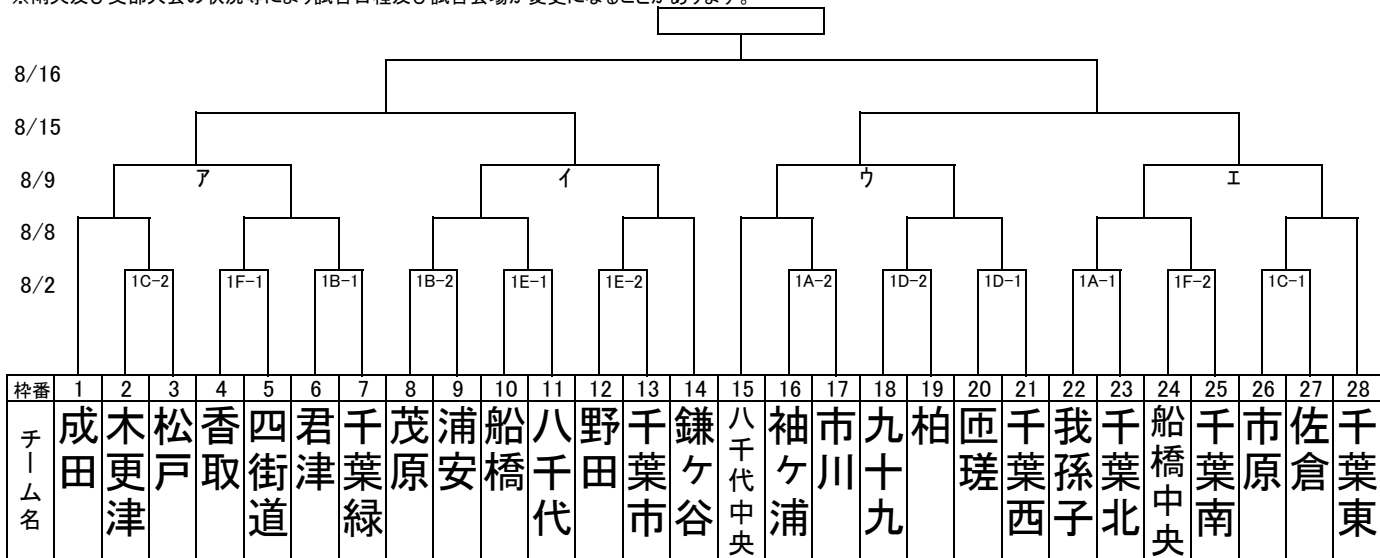 ※雨天及び支部大会の状況等により試合日程及び試合会場が変更になることがあります。
8/16
8/15
8/9
ア イ ウ エ
8/8
8/2
1C-2 1F-1 1B-1 1B-2 1E-1 1E-2 1A-2 1D-2 1D-1 1A-1 1F-2 1C-1
枠番 1 2 3 4 5 6 7 8 9 10 11 12 13 14 15 16 17 18 19 20 21 22 23 24 25 26 27 28
チーム名 成田 木更津 松戸 香取 四街道 君津 千葉緑 茂原 浦安 船橋 八千代 野田 千葉市 鎌ケ谷 八千代中央 袖ケ浦 市川 九十九 柏 匝瑳 千葉西 我孫子 千葉北 船橋中央 千葉南 市原 佐倉 千葉東